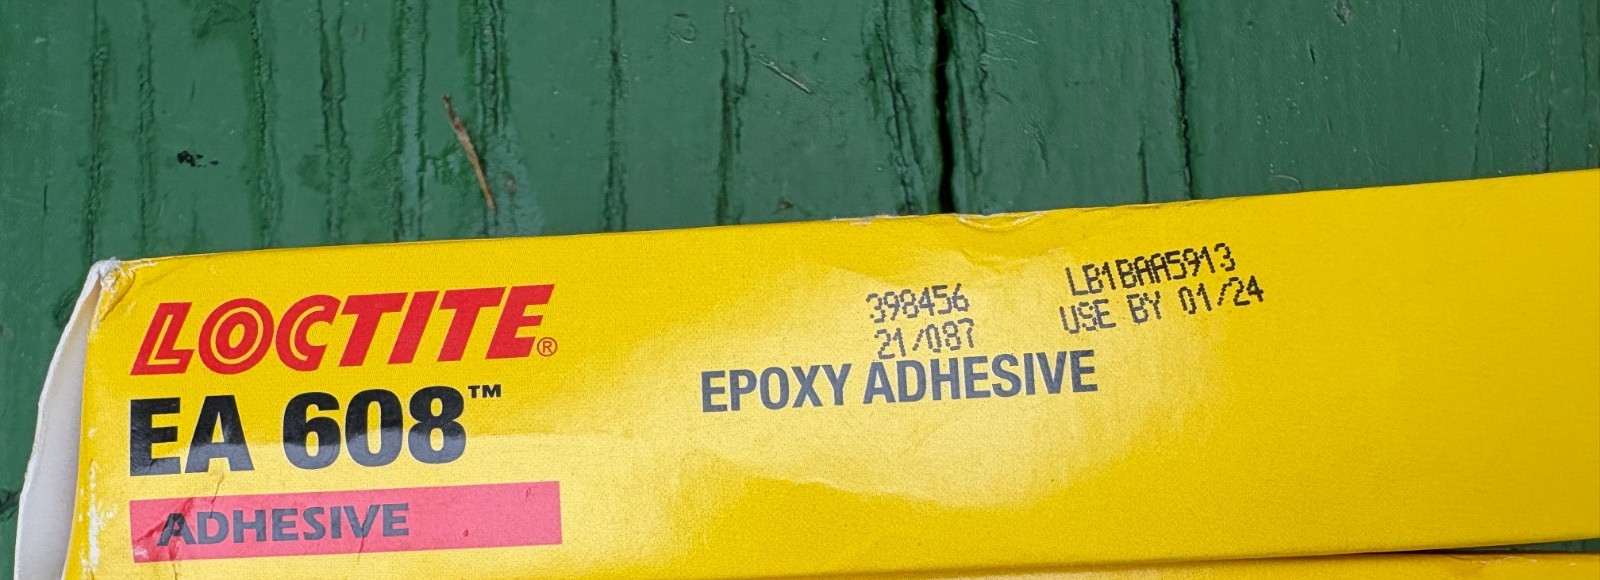 LOCTITE®
EA 608™
ADHESIVE
398456
21/087
EPOXY ADHESIVE
LB1BAA5913
USE BY 01/24